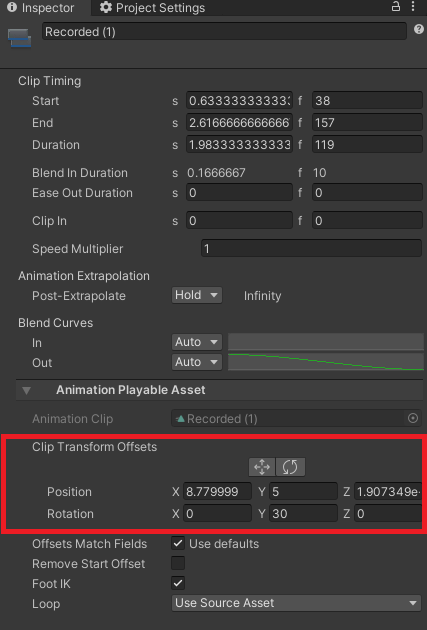 Inspector Project Settings
Recorded (1)
Clip Timing
Start s 0.63333333333: f 38
End s 2.6166666666666 f 157
Duration s 1.983333333333 f 119
Blend In Duration s 0.1666667 f 10
Ease Out Duration s 0 f 0
Clip In s 0 f 0
Speed Multiplier 1
Animation Extrapolation
Post-Extrapolate Hold Infinity
Blend Curves
In Auto
Out Auto
Animation Playable Asset
Animation Clip Recorded (1)
Clip Transform Offsets
Position X 8.779999 Y 5 Z 1.907349e-
Rotation X 0 Y 30 Z 0
Offsets Match Fields Use defaults
Remove Start Offset
Foot IK
Loop Use Source Asset